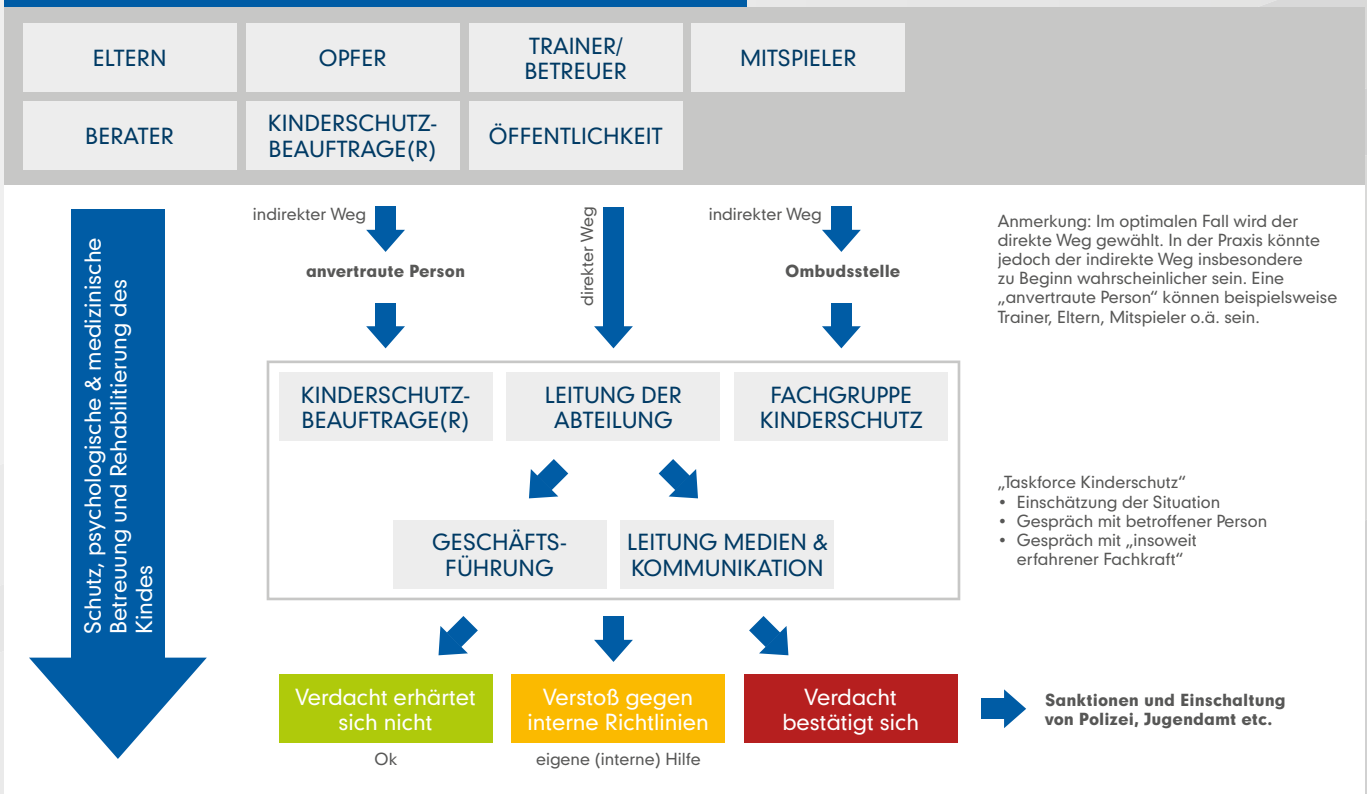 ELTERN
OPFER
TRAINER/
BETREUER
MITSPIELER
BERATER
KINDERSCHUTZ-
BEAUFTRAGE(R)
ÖFFENTLICHKEIT
Schutz, psychologische & medizinische
Betreuung und Rehabilitierung des
Kindes
indirekter Weg
direkter Weg
indirekter Weg
anvertraute Person
Ombudsstelle
Anmerkung: Im optimalen Fall wird der
direkte Weg gewählt. In der Praxis könnte
jedoch der indirekte Weg insbesondere
zu Beginn wahrscheinlicher sein. Eine
„anvertraute Person“ können beispielsweise
Trainer, Eltern, Mitspieler o.ä. sein.
KINDERSCHUTZ-
BEAUFTRAGE(R)
LEITUNG DER
ABTEILUNG
FACHGRUPPE
KINDERSCHUTZ
GESCHÄFTS-
FÜHRUNG
LEITUNG MEDIEN &
KOMMUNIKATION
„Taskforce Kinderschutz“
• Einschätzung der Situation
• Gespräch mit betroffener Person
• Gespräch mit „insoweit
erfahrener Fachkraft“
Verdacht erhärtet
sich nicht
Ok
Verstoß gegen
interne Richtlinien
eigene (interne) Hilfe
Verdacht
bestätigt sich
Sanktionen und Einschaltung
von Polizei, Jugendamt etc.